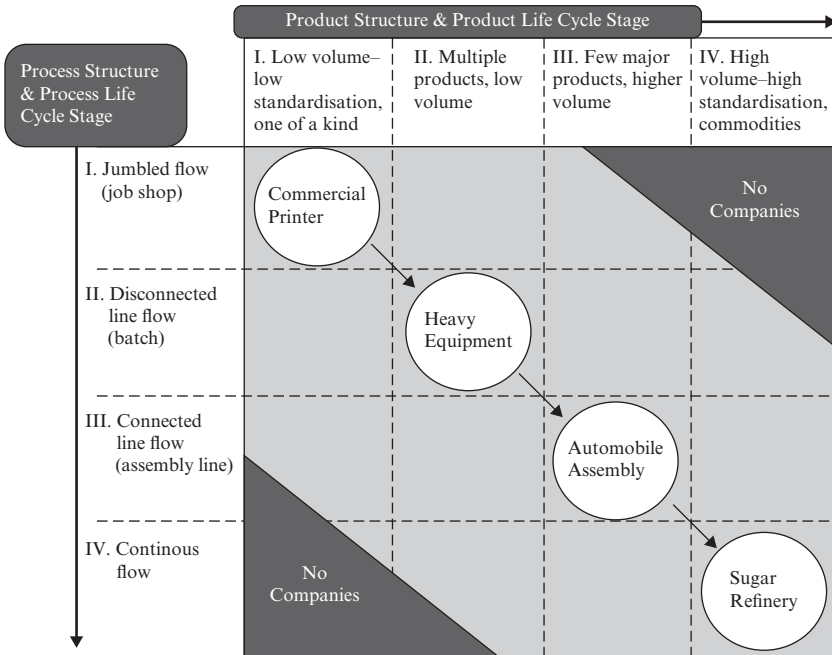 Product Structure & Product Life Cycle Stage
Process Structure
& Process Life
Cycle Stage
I. Low volume–
low
standardisation,
one of a kind
II. Multiple
products, low
volume
III. Few major
products, higher
volume
IV. High
volume–high
standardisation,
commodities
I. Jumbled flow
(job shop)
Commercial
Printer
No
Companies
II. Disconnected
line flow
(batch)
Heavy
Equipment
III. Connected
line flow
(assembly line)
Automobile
Assembly
IV. Continous
flow
No
Companies
Sugar
Refinery